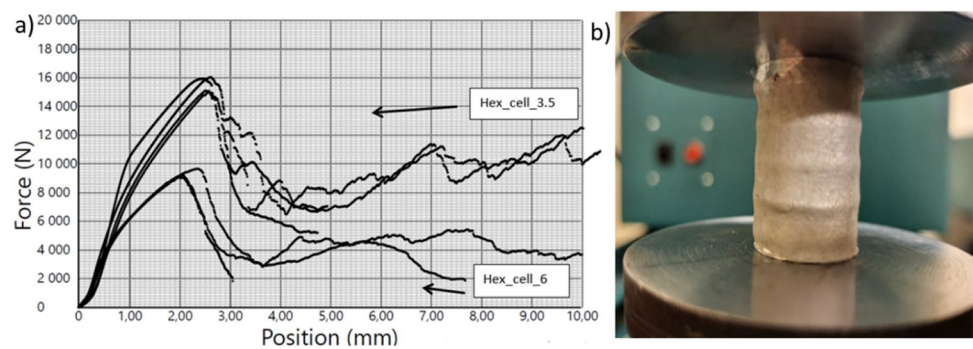 a)
b)
20 000
18 000
16 000
14 000
12 000
10 000
8 000
6 000
4 000
2 000
0
Force (N)
Hex_cell_3.5
Hex_cell_6
0 1,00 2,00 3,00 4,00 5,00 6,00 7,00 8,00 9,00 10,00
Position (mm)